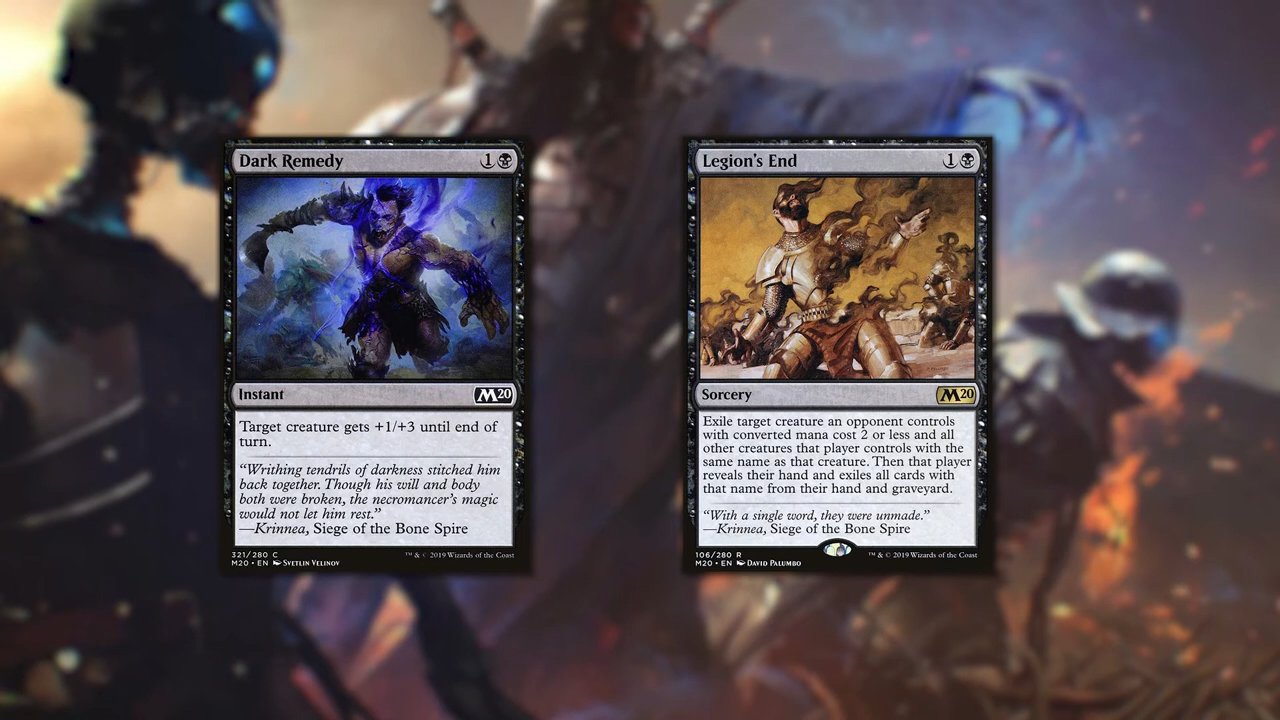 Dark Remedy 1
Instant M20
Target creature gets +1/+3 until end of
turn.
“Writhing tendrils of darkness stitched him
back together. Though his will and body
both were broken, the necromancer’s magic
would not let him rest.”
—Krinnea, Siege of the Bone Spire
321/280 C ™ & © 2019 Wizards of the Coast
M20 • EN Svetlin Velinov
Legion’s End 1
Sorcery M20
Exile target creature an opponent controls
with converted mana cost 2 or less and all
other creatures that player controls with the
same name as that creature. Then that player
reveals their hand and exiles all cards with
that name from their hand and graveyard.
“With a single word, they were unmade.”
—Krinnea, Siege of the Bone Spire
106/280 R ™ & © 2019 Wizards of the Coast
M20 • EN David Palumbo